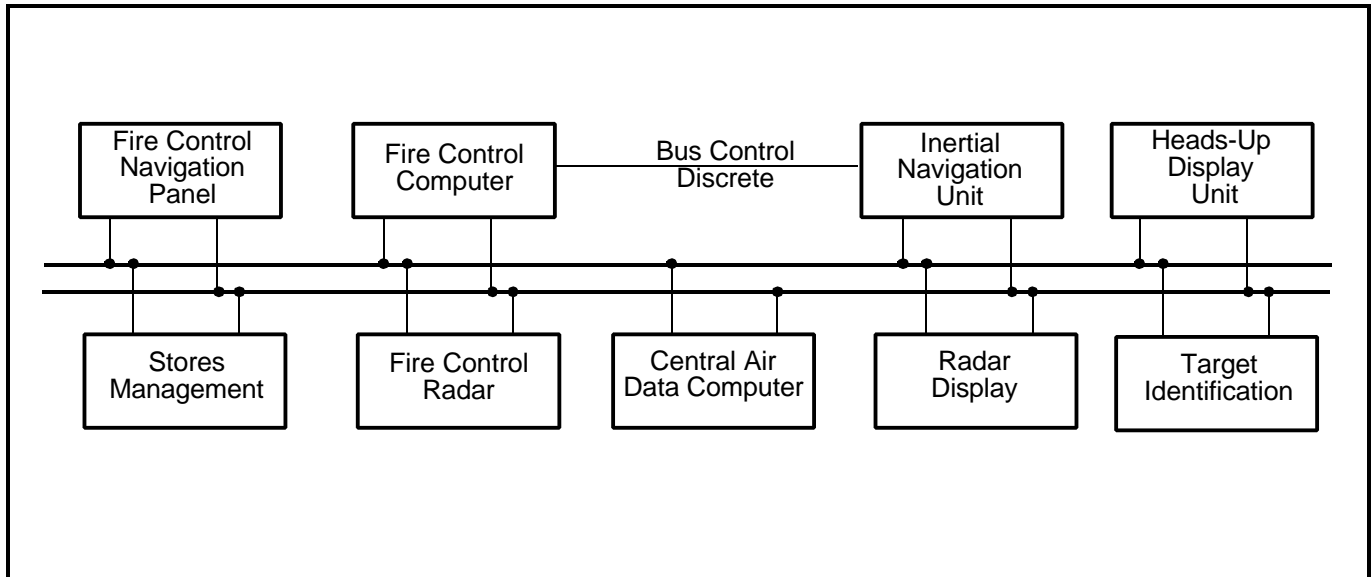 Fire Control
Navigation
Panel
Fire Control
Computer
Bus Control
Discrete
Inertial
Navigation
Unit
Heads-Up
Display
Unit
Stores
Management
Fire Control
Radar
Central Air
Data Computer
Radar
Display
Target
Identification